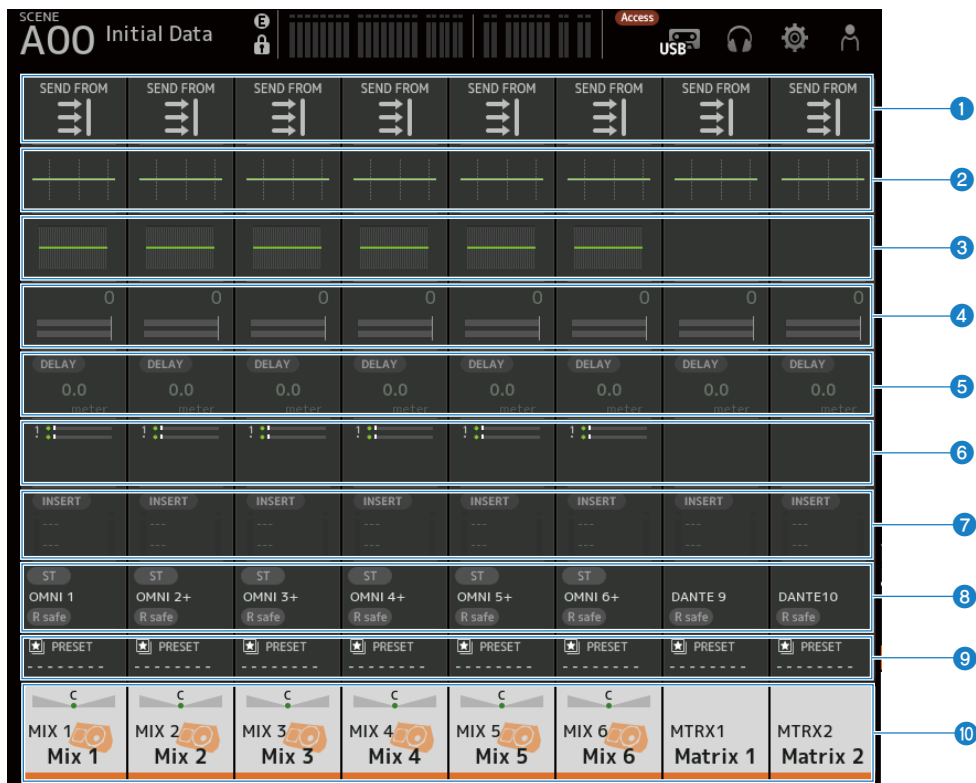 SCENE
A00 Initial Data E Access USB
SEND FROM SEND FROM SEND FROM SEND FROM SEND FROM SEND FROM SEND FROM SEND FROM
1
2
3
0 0 0 0 0 0 0 0
4
DELAY DELAY DELAY DELAY DELAY DELAY DELAY DELAY
0.0 0.0 0.0 0.0 0.0 0.0 0.0 0.0
meter meter meter meter meter meter meter meter
5
1 1 1 1 1 1
6
INSERT INSERT INSERT INSERT INSERT INSERT INSERT INSERT
--- --- --- --- --- --- --- ---
--- --- --- --- --- --- --- ---
7
ST ST ST ST ST ST
OMNI 1 OMNI 2+ OMNI 3+ OMNI 4+ OMNI 5+ OMNI 6+ DANTE 9 DANTE10
R safe R safe R safe R safe R safe R safe R safe R safe
8
PRESET PRESET PRESET PRESET PRESET PRESET PRESET PRESET
-------- -------- -------- -------- -------- -------- -------- --------
9
C C C C C C
MIX 1 MIX 2 MIX 3 MIX 4 MIX 5 MIX 6 MTRX1 MTRX2
Mix 1 Mix 2 Mix 3 Mix 4 Mix 5 Mix 6 Matrix 1 Matrix 2
10